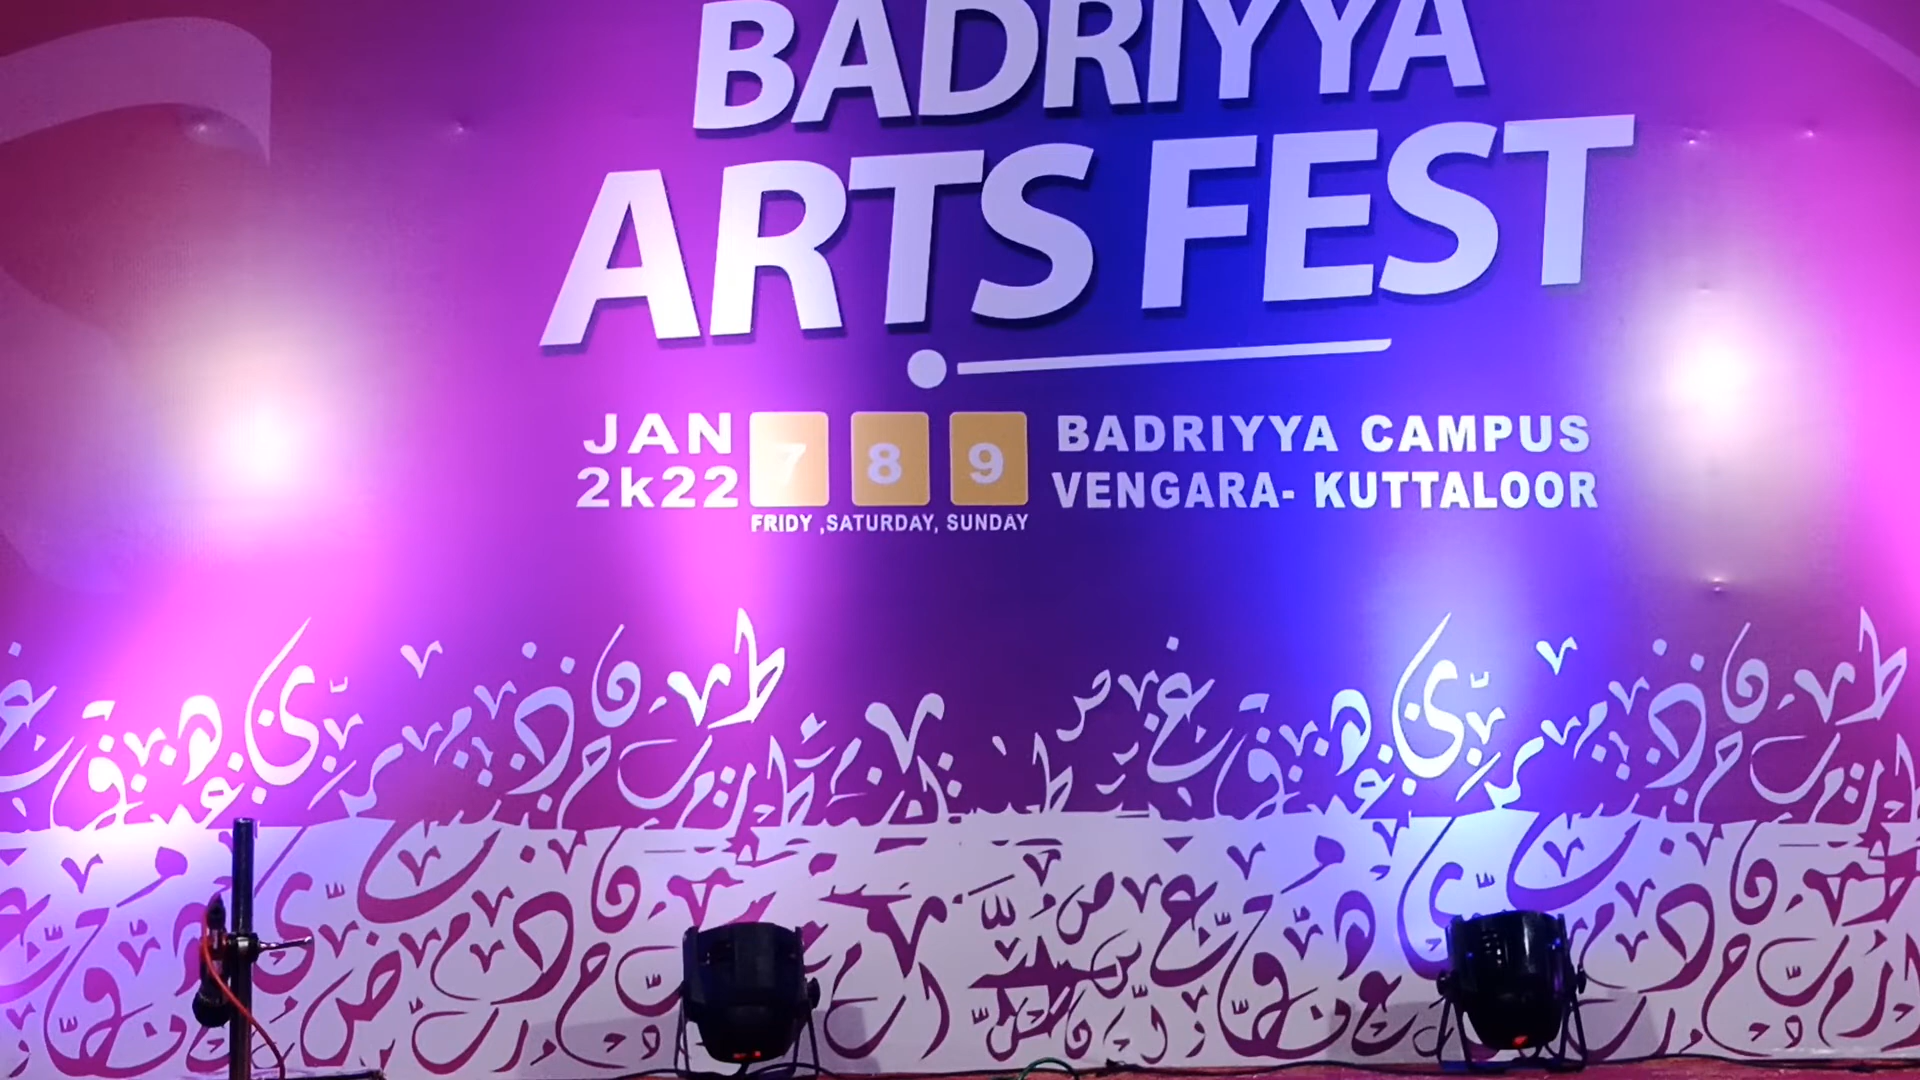 BADRIYYA
ARTS FEST
JAN 7 8 9
2k22
FRIDY ,SATURDAY, SUNDAY
BADRIYYA CAMPUS
VENGARA- KUTTALOOR